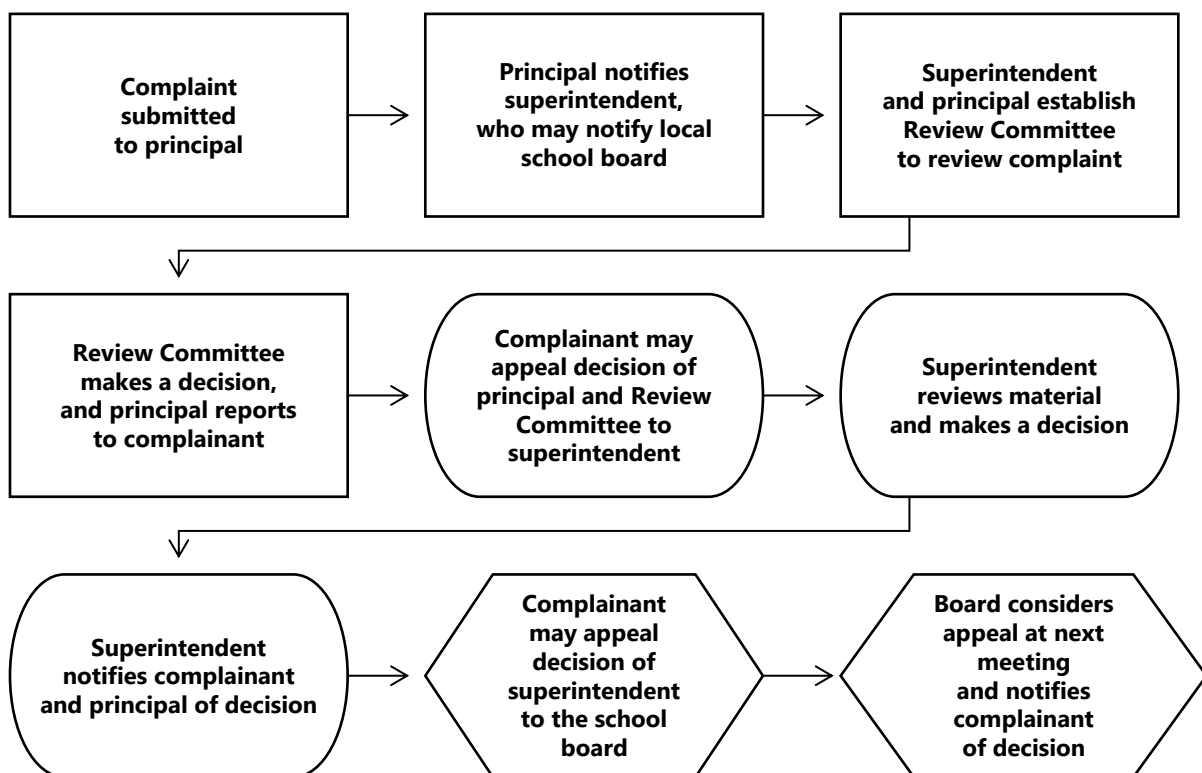 Complaint
submitted
to principal
Principal notifies
superintendent,
who may notify local
school board
Superintendent
and principal establish
Review Committee
to review complaint
Review Committee
makes a decision,
and principal reports
to complainant
Complainant may
appeal decision of
principal and Review
Committee to
superintendent
Superintendent
reviews material
and makes a decision
Superintendent
notifies complainant
and principal of decision
Complainant
may appeal
decision of
superintendent
to the school
board
Board considers
appeal at next
meeting
and notifies
complainant
of decision